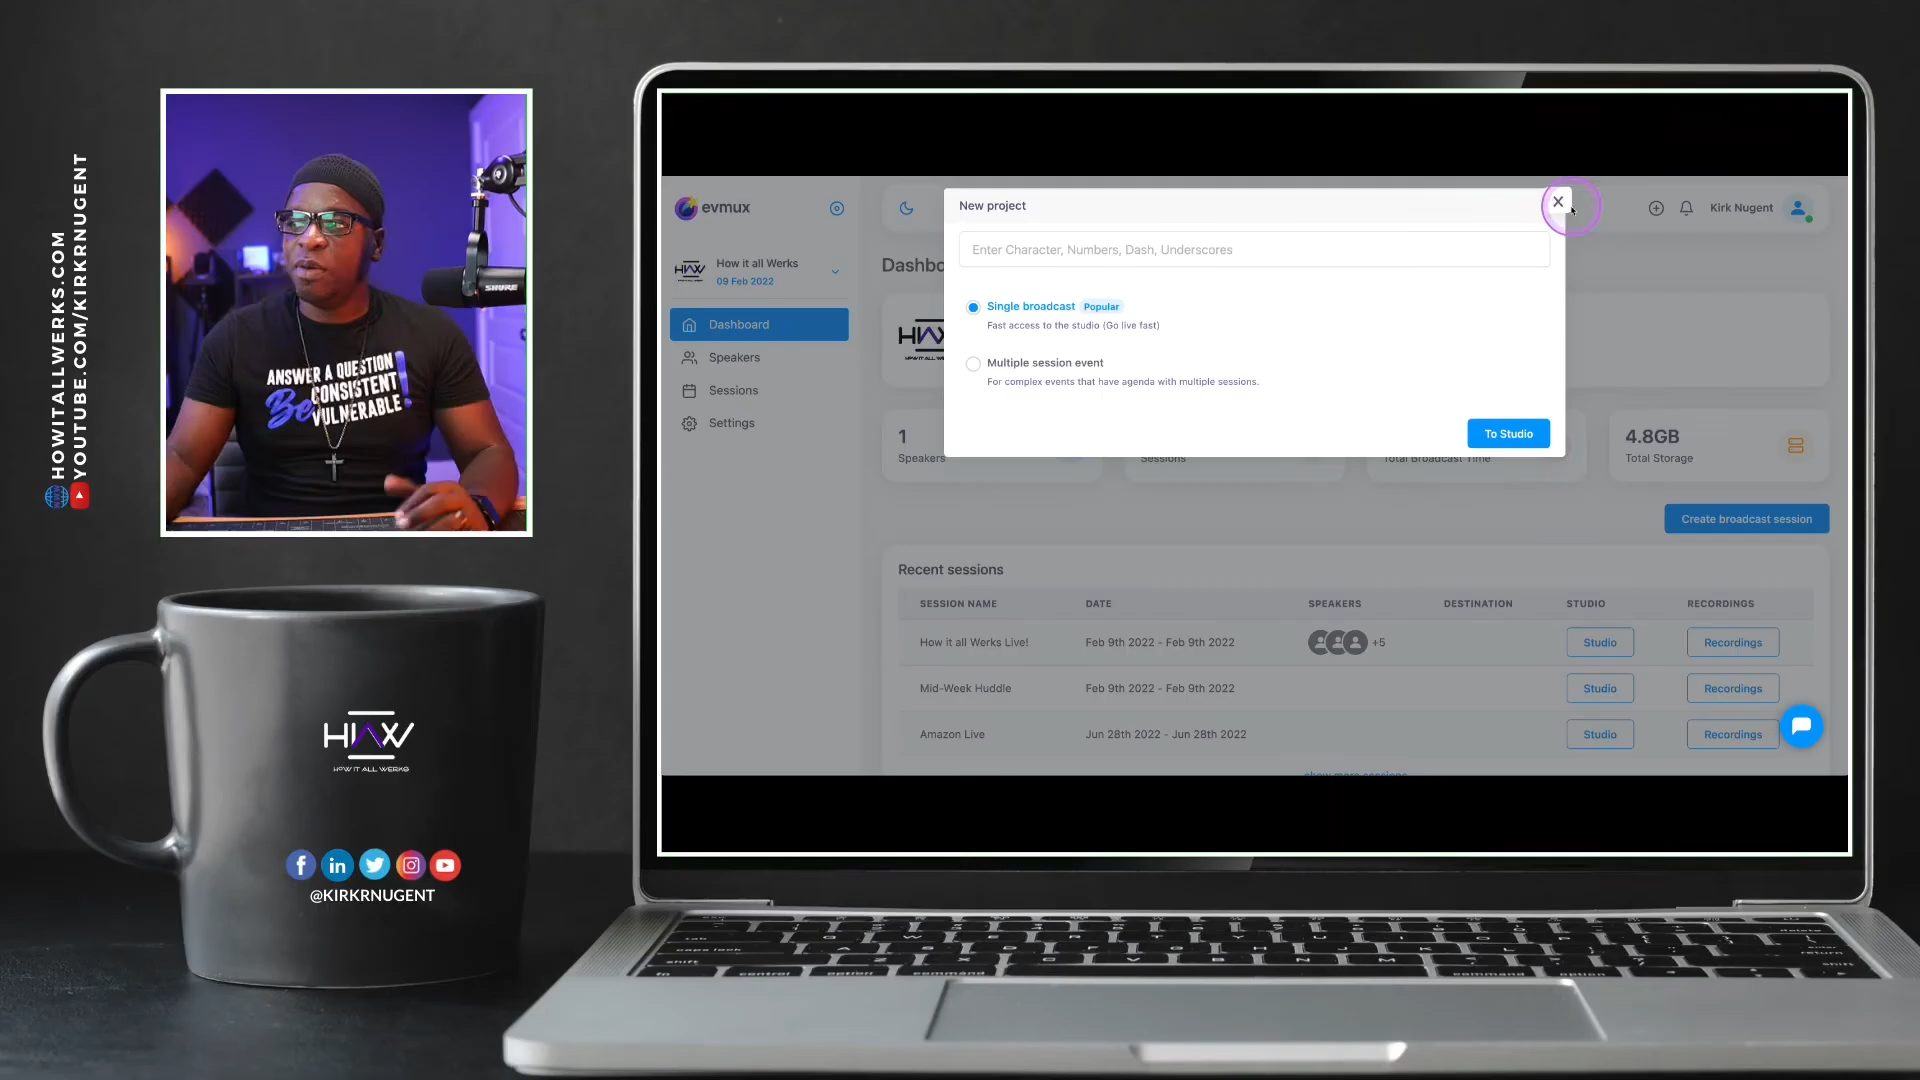 HOWITALLWERKS.COM
YOUTUBE.COM/KIRKRNUGENT
ANSWER A QUESTION
Be CONSISTENT!
VULNERABLE
SHURE
HIAW
HOW IT ALL WERKS
@KIRKRNUGENT
evmux
How it all Werks
09 Feb 2022
Dashboard
Speakers
Sessions
Settings
Kirk Nugent
Dashbo
New project
Enter Character, Numbers, Dash, Underscores
Single broadcast Popular
Fast access to the studio (Go live fast)
Multiple session event
For complex events that have agenda with multiple sessions.
To Studio
1
Speakers
Sessions
Total Broadcast Time
4.8GB
Total Storage
Create broadcast session
Recent sessions
SESSION NAME DATE SPEAKERS DESTINATION STUDIO RECORDINGS
How it all Werks Live! Feb 9th 2022 - Feb 9th 2022 +5 Studio Recordings
Mid-Week Huddle Feb 9th 2022 - Feb 9th 2022 Studio Recordings
Amazon Live Jun 28th 2022 - Jun 28th 2022 Studio Recordings
show more sessions